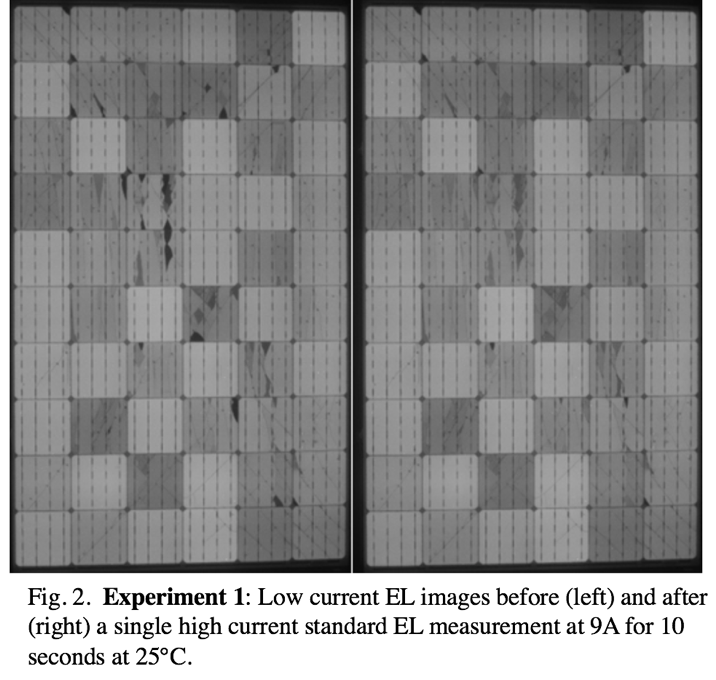 Fig. 2. Experiment 1: Low current EL images before (left) and after
(right) a single high current standard EL measurement at 9A for 10
seconds at 25°C.